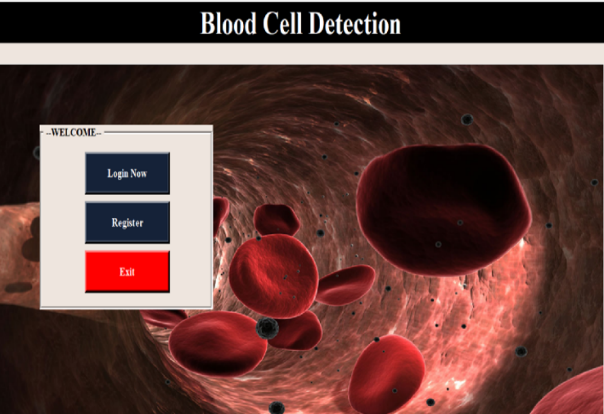 Blood Cell Detection
--WELCOME--
Login Now
Register
Exit